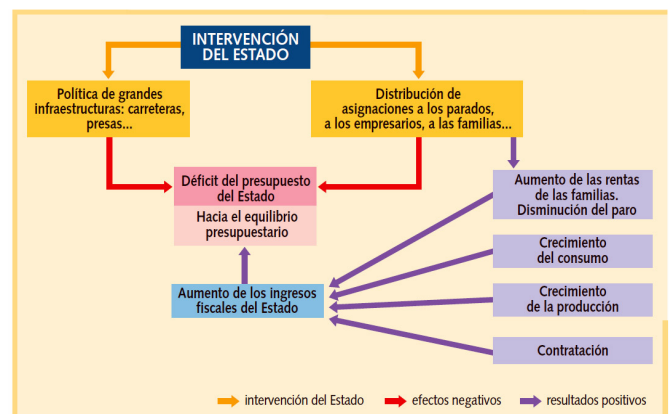 INTERVENCIÓN
DEL ESTADO
Política de grandes
infraestructuras: carreteras,
presas...
Distribución de
asignaciones a los parados,
a los empresarios, a las familias...
Déficit del presupuesto
del Estado
Hacia el equilibrio
presupuestario
Aumento de las rentas
de las familias.
Disminución del paro
Crecimiento
del consumo
Aumento de los ingresos
fiscales del Estado
Crecimiento
de la producción
Contratación
intervención del Estado
efectos negativos
resultados positivos